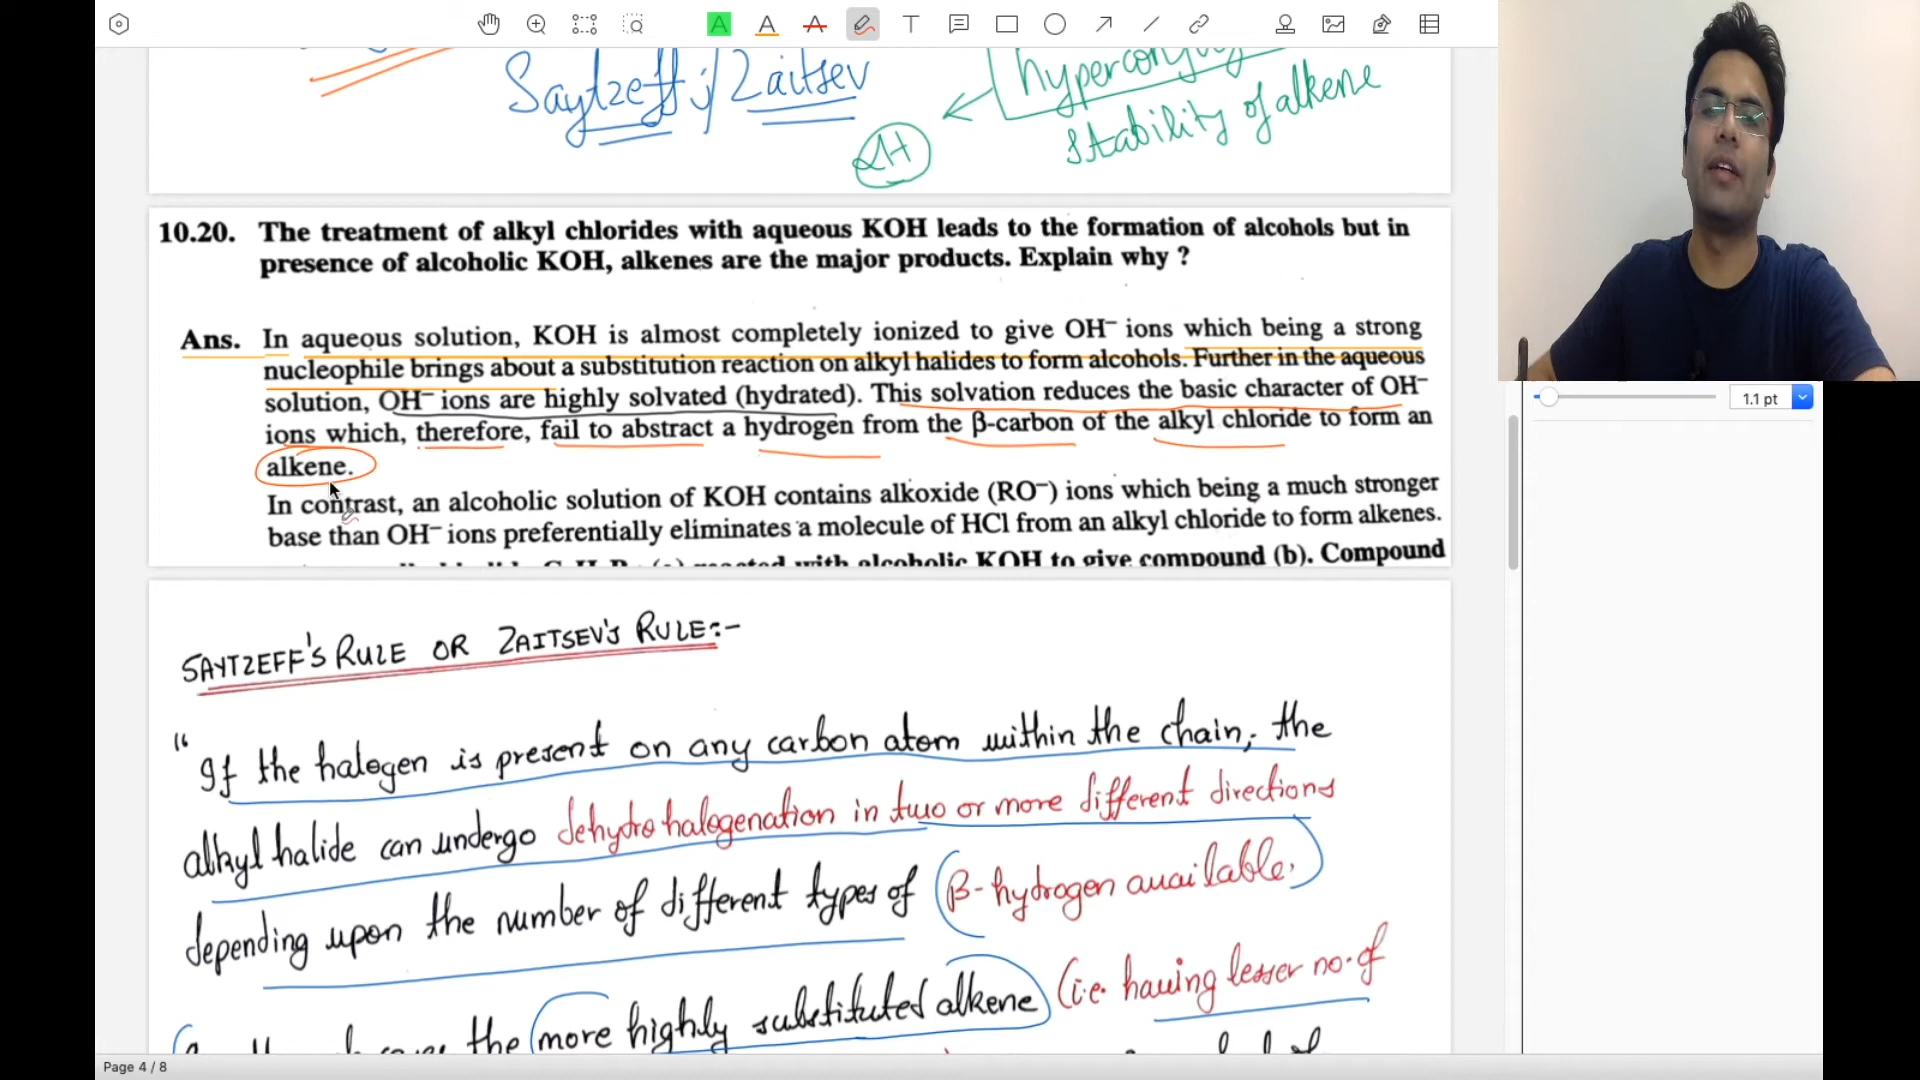 Saytzeff / Zaitsev
stability of alkene
αH
10.20. The treatment of alkyl chlorides with aqueous KOH leads to the formation of alcohols but in
presence of alcoholic KOH, alkenes are the major products. Explain why ?
Ans. In aqueous solution, KOH is almost completely ionized to give OH⁻ ions which being a strong
nucleophile brings about a substitution reaction on alkyl halides to form alcohols. Further in the aqueous
solution, OH⁻ ions are highly solvated (hydrated). This solvation reduces the basic character of OH⁻
ions which, therefore, fail to abstract a hydrogen from the β-carbon of the alkyl chloride to form an
alkene.
In contrast, an alcoholic solution of KOH contains alkoxide (RO⁻) ions which being a much stronger
base than OH⁻ ions preferentially eliminates a molecule of HCl from an alkyl chloride to form alkenes.
with alcoholic KOH to give compound (b). Compound
SAYTZEFF'S RULE OR ZAITSEV'S RULE:-
"If the halogen is present on any carbon atom within the chain, the
alkyl halide can undergo dehydrohalogenation in two or more different directions
depending upon the number of different types of β-hydrogen available.
the more highly substituted alkene (i.e. having lesser no. of
1.1 pt
Page 4 / 8